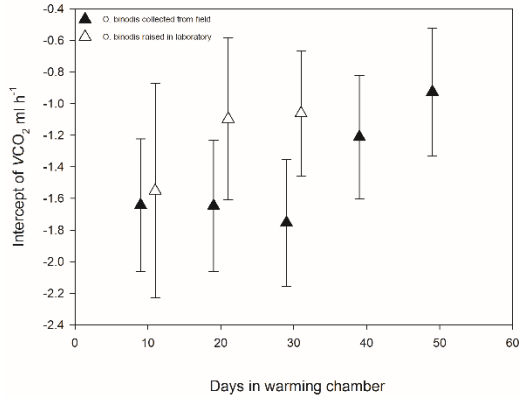 -0.4
O. binodis collected from field
O. binodis raised in laboratory
-0.6
-0.8
-1.0
-1.2
-1.4
-1.6
-1.8
-2.0
-2.2
-2.4
Intercept of VCO2 ml h-1
0 10 20 30 40 50 60
Days in warming chamber